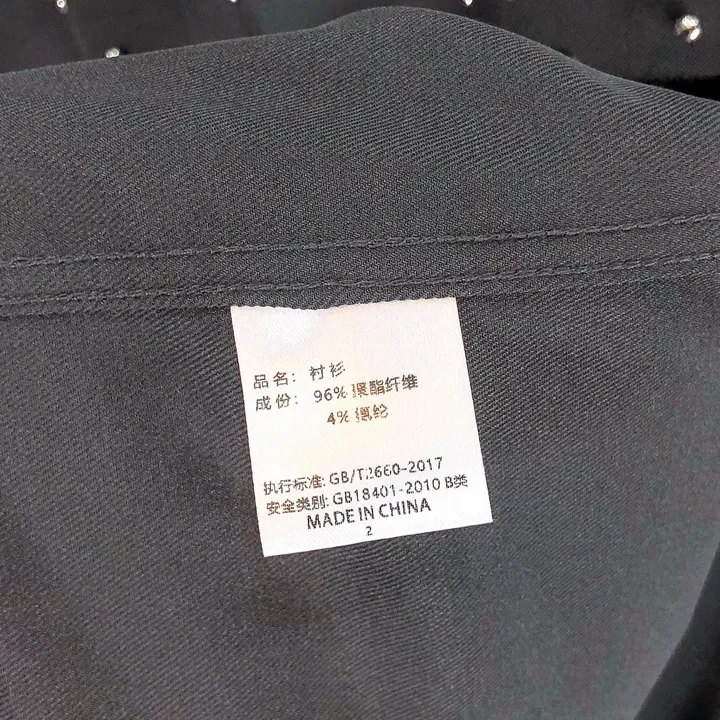 品名：衬衫
成份：96% 聚酯纤维
4% 氨纶
执行标准: GB/T2660-2017
安全类别: GB18401-2010 B类
MADE IN CHINA
2